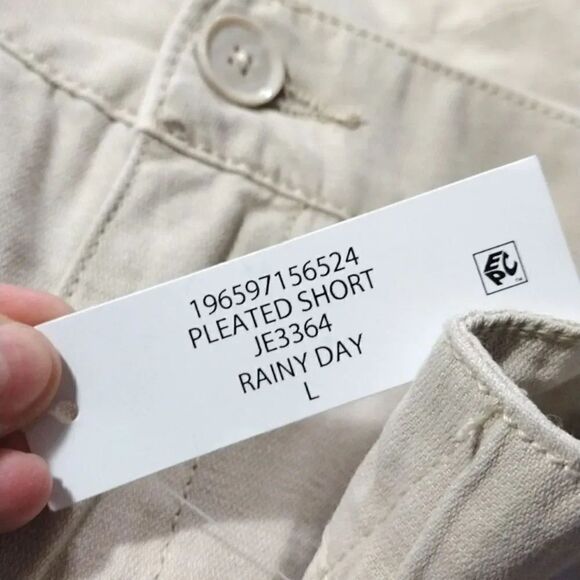 196597156524
PLEATED SHORT
JE3364
RAINY DAY
L
EPC